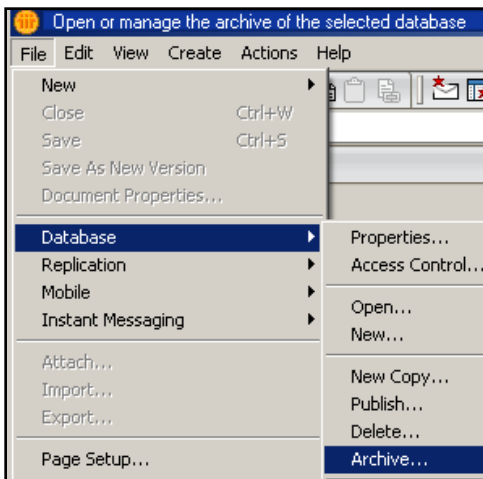 Open or manage the archive of the selected database
File Edit View Create Actions Help
New
Close Ctrl+W
Save Ctrl+S
Save As New Version
Document Properties...
Database
Replication
Mobile
Instant Messaging
Attach...
Import...
Export...
Page Setup...
Properties...
Access Control...
Open...
New...
New Copy...
Publish...
Delete...
Archive...